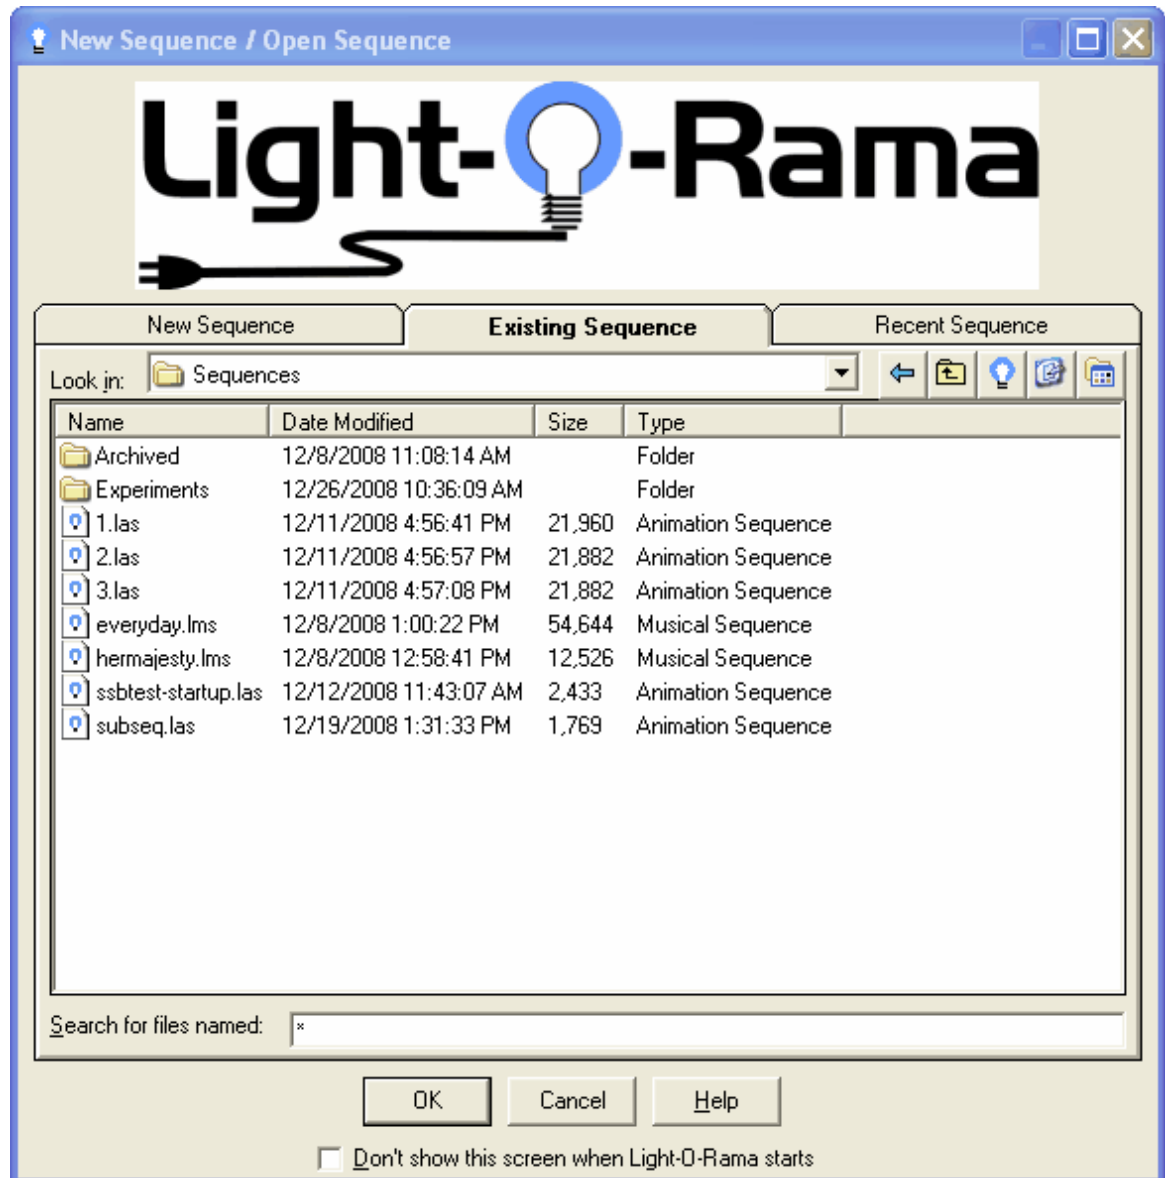 New Sequence / Open Sequence
Light-O-Rama
New Sequence Existing Sequence Recent Sequence
Look in: Sequences
Name Date Modified Size Type
Archived 12/8/2008 11:08:14 AM Folder
Experiments 12/26/2008 10:36:09 AM Folder
1.las 12/11/2008 4:56:41 PM 21,960 Animation Sequence
2.las 12/11/2008 4:56:57 PM 21,882 Animation Sequence
3.las 12/11/2008 4:57:08 PM 21,882 Animation Sequence
everyday.lms 12/8/2008 1:00:22 PM 54,644 Musical Sequence
hermajesty.lms 12/8/2008 12:58:41 PM 12,526 Musical Sequence
ssbtest-startup.las 12/12/2008 11:43:07 AM 2,433 Animation Sequence
subseq.las 12/19/2008 1:31:33 PM 1,769 Animation Sequence
Search for files named: *
OK Cancel Help
Don't show this screen when Light-O-Rama starts